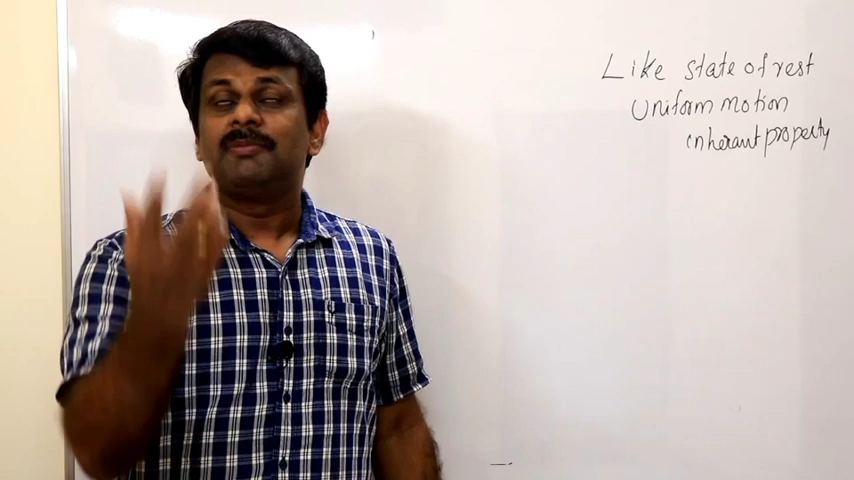 Like state of rest
uniform motion
inherant property